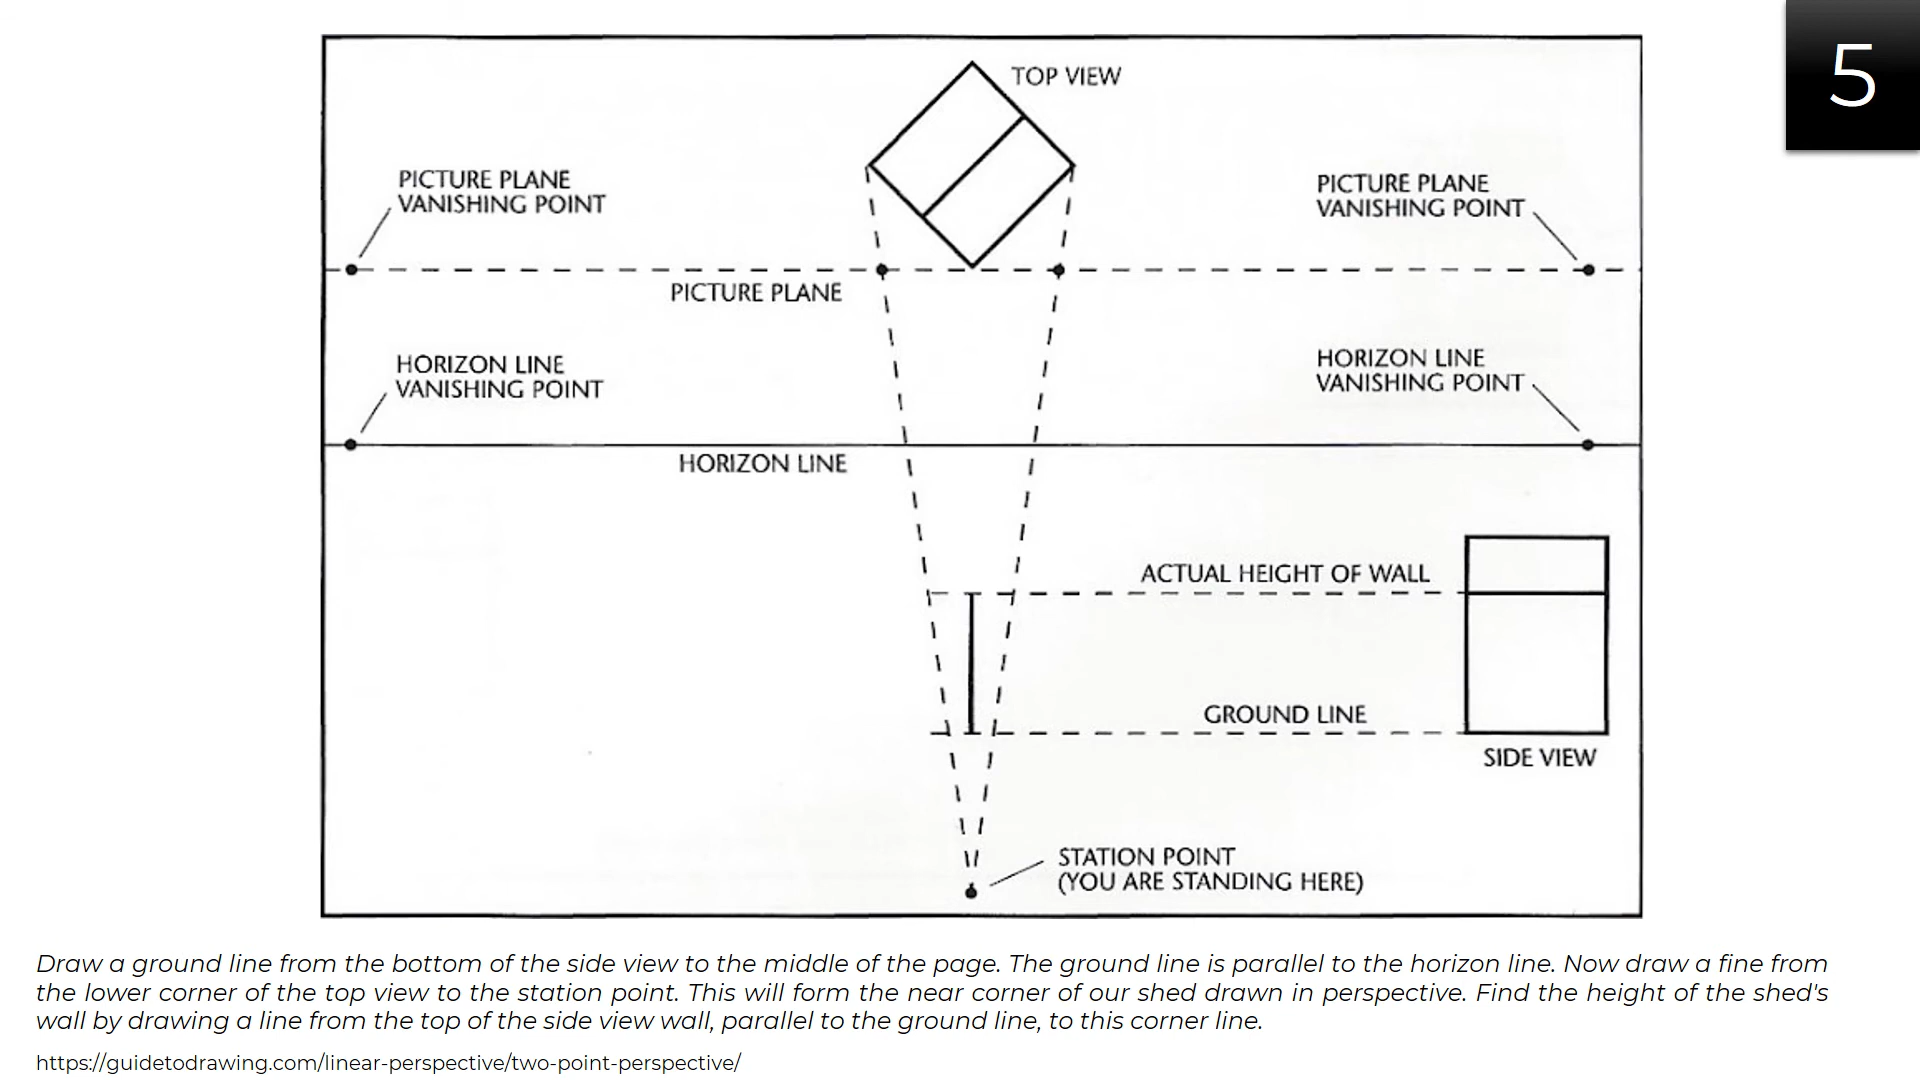 5
TOP VIEW
PICTURE PLANE
VANISHING POINT
PICTURE PLANE
VANISHING POINT
PICTURE PLANE
HORIZON LINE
VANISHING POINT
HORIZON LINE
VANISHING POINT
HORIZON LINE
ACTUAL HEIGHT OF WALL
GROUND LINE
SIDE VIEW
STATION POINT
(YOU ARE STANDING HERE)
Draw a ground line from the bottom of the side view to the middle of the page. The ground line is parallel to the horizon line. Now draw a fine from
the lower corner of the top view to the station point. This will form the near corner of our shed drawn in perspective. Find the height of the shed's
wall by drawing a line from the top of the side view wall, parallel to the ground line, to this corner line.
https://guidetodrawing.com/linear-perspective/two-point-perspective/